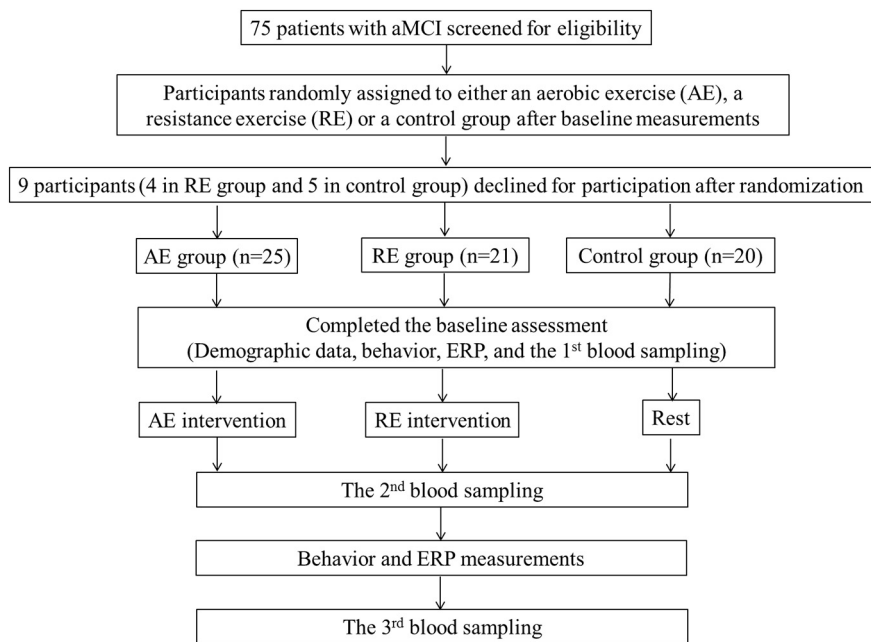 75 patients with aMCI screened for eligibility
Participants randomly assigned to either an aerobic exercise (AE), a
resistance exercise (RE) or a control group after baseline measurements
9 participants (4 in RE group and 5 in control group) declined for participation after randomization
AE group (n=25)
RE group (n=21)
Control group (n=20)
Completed the baseline assessment
(Demographic data, behavior, ERP, and the 1st blood sampling)
AE intervention
RE intervention
Rest
The 2nd blood sampling
Behavior and ERP measurements
The 3rd blood sampling